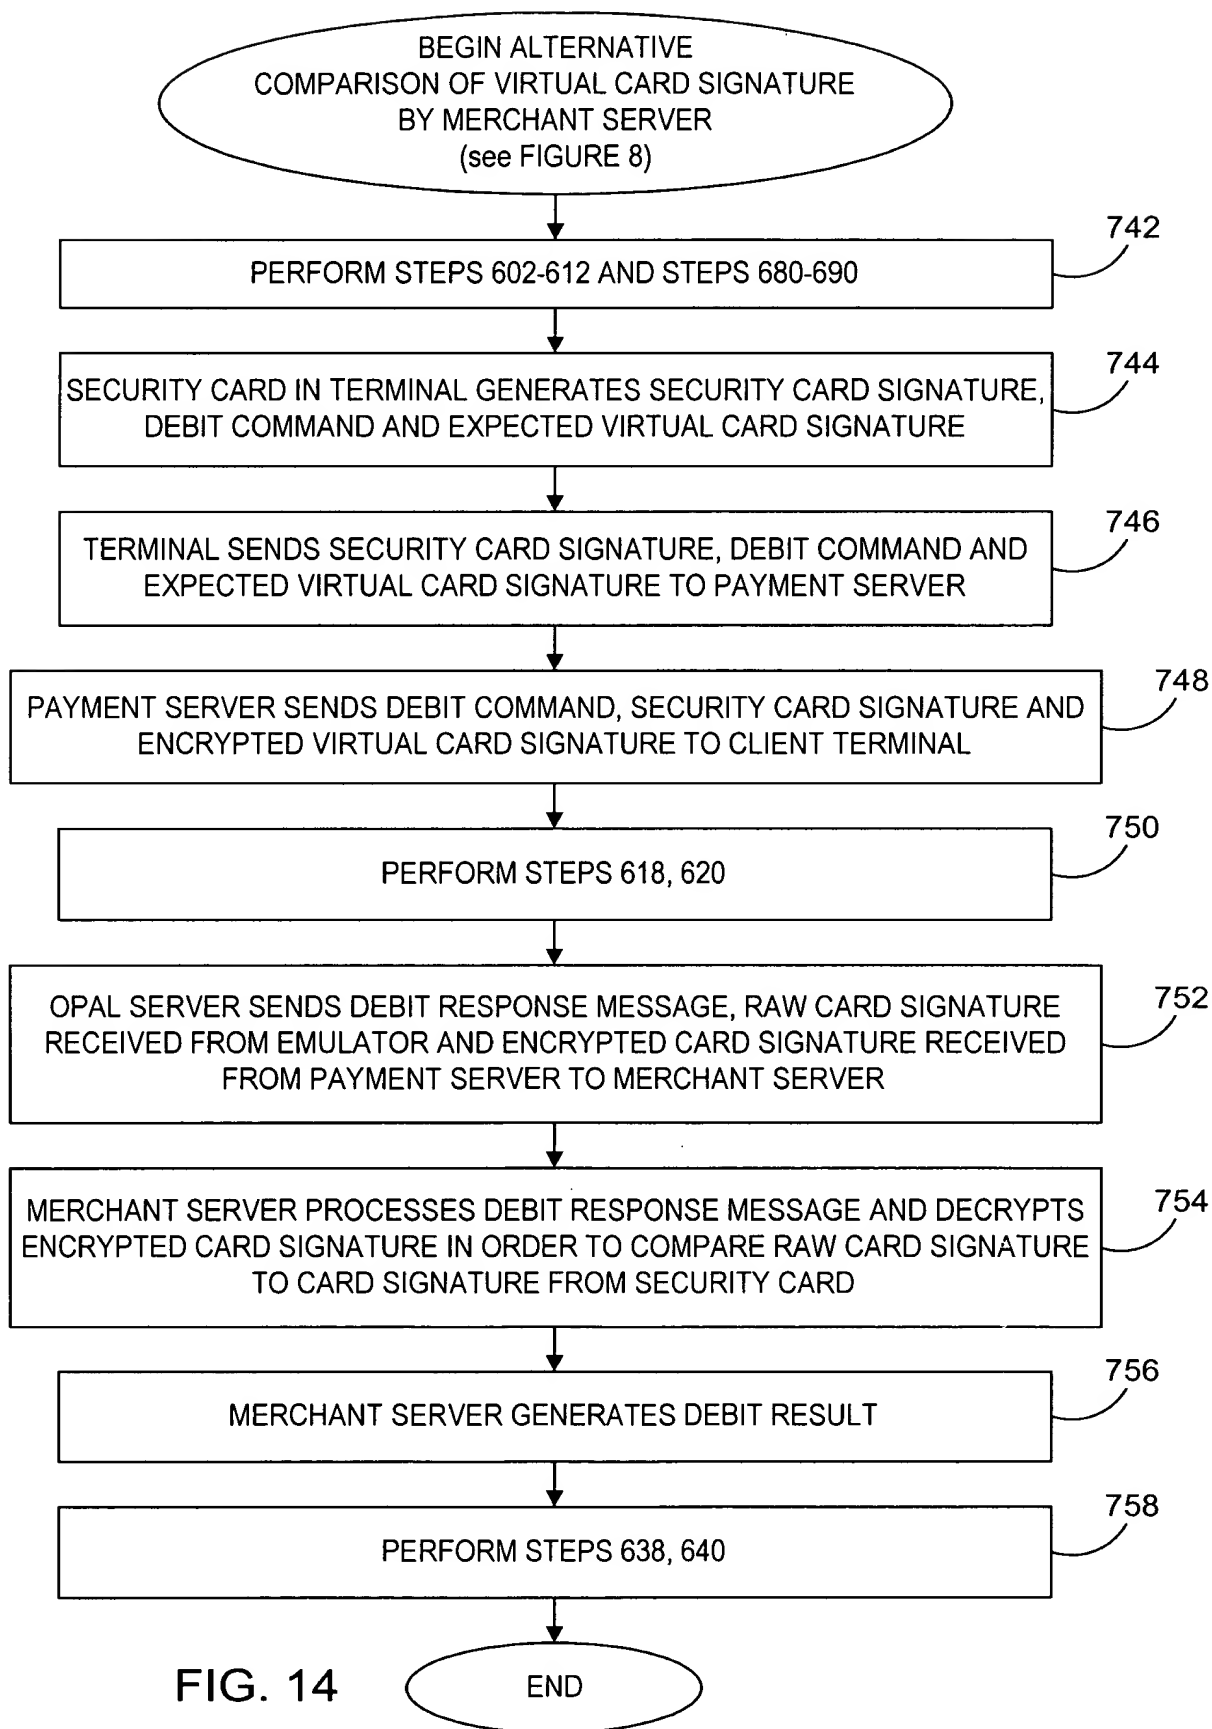 BEGIN ALTERNATIVE
COMPARISON OF VIRTUAL CARD SIGNATURE
BY MERCHANT SERVER
(see FIGURE 8)
742
PERFORM STEPS 602-612 AND STEPS 680-690
744
SECURITY CARD IN TERMINAL GENERATES SECURITY CARD SIGNATURE,
DEBIT COMMAND AND EXPECTED VIRTUAL CARD SIGNATURE
746
TERMINAL SENDS SECURITY CARD SIGNATURE, DEBIT COMMAND AND
EXPECTED VIRTUAL CARD SIGNATURE TO PAYMENT SERVER
748
PAYMENT SERVER SENDS DEBIT COMMAND, SECURITY CARD SIGNATURE AND
ENCRYPTED VIRTUAL CARD SIGNATURE TO CLIENT TERMINAL
750
PERFORM STEPS 618, 620
752
OPAL SERVER SENDS DEBIT RESPONSE MESSAGE, RAW CARD SIGNATURE
RECEIVED FROM EMULATOR AND ENCRYPTED CARD SIGNATURE RECEIVED
FROM PAYMENT SERVER TO MERCHANT SERVER
754
MERCHANT SERVER PROCESSES DEBIT RESPONSE MESSAGE AND DECRYPTS
ENCRYPTED CARD SIGNATURE IN ORDER TO COMPARE RAW CARD SIGNATURE
TO CARD SIGNATURE FROM SECURITY CARD
756
MERCHANT SERVER GENERATES DEBIT RESULT
758
PERFORM STEPS 638, 640
FIG. 14
END